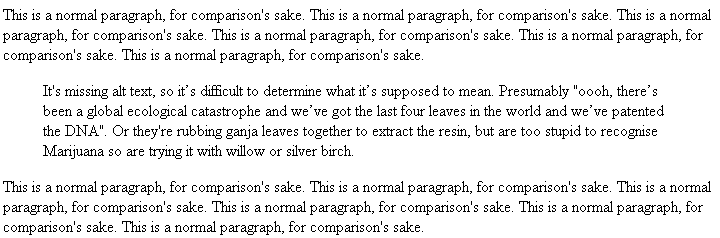 This is a normal paragraph, for comparison's sake. This is a normal paragraph, for comparison's sake. This is a normal
paragraph, for comparison's sake. This is a normal paragraph, for comparison's sake. This is a normal paragraph, for
comparison's sake. This is a normal paragraph, for comparison's sake.
It's missing alt text, so it’s difficult to determine what it’s supposed to mean. Presumably "oooh, there’s
been a global ecological catastrophe and we’ve got the last four leaves in the world and we’ve patented
the DNA". Or they're rubbing ganja leaves together to extract the resin, but are too stupid to recognise
Marijuana so are trying it with willow or silver birch.
This is a normal paragraph, for comparison's sake. This is a normal paragraph, for comparison's sake. This is a normal
paragraph, for comparison's sake. This is a normal paragraph, for comparison's sake. This is a normal paragraph, for
comparison's sake. This is a normal paragraph, for comparison's sake.